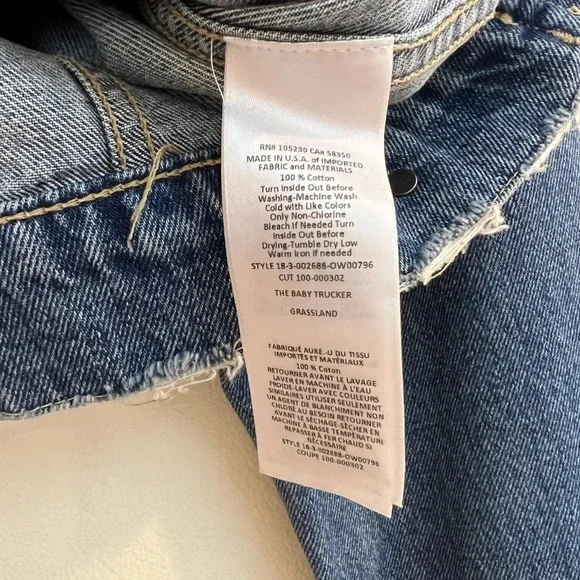 RN# 105230 CA# 58350
MADE IN U.S.A. of IMPORTED
FABRIC and MATERIALS
100 % Cotton
Turn Inside Out Before
Washing-Machine Wash
Cold with Like Colors
Only Non-Chlorine
Bleach if Needed Turn
Inside Out Before
Drying-Tumble Dry Low
Warm Iron if needed
STYLE 18-3-002688-OW00796
CUT 100-000302
THE BABY TRUCKER
GRASSLAND
FABRIQUÉ AUXÉ.-U DU TISSU
IMPORTÉS ET MATÉRIAUX
100 % Coton
RETOURNER AVANT LE LAVAGE
LAVER EN MACHINE À L'EAU
FROIDE-LAVER AVEC COULEURS
SIMILAIRES UTILISER SEULEMENT
UN AGENT DE BLANCHIMENT NON
CHLORÉ AU BESOIN RETOURNER
AVANT LE SÉCHAGE-SÉCHER EN
MACHINE À BASSE TEMPÉRATURE
REPASSER À FER CHAUD SI
NÉCESSAIRE
STYLE 18-3-002688-OW00796
COUPE 100-000302